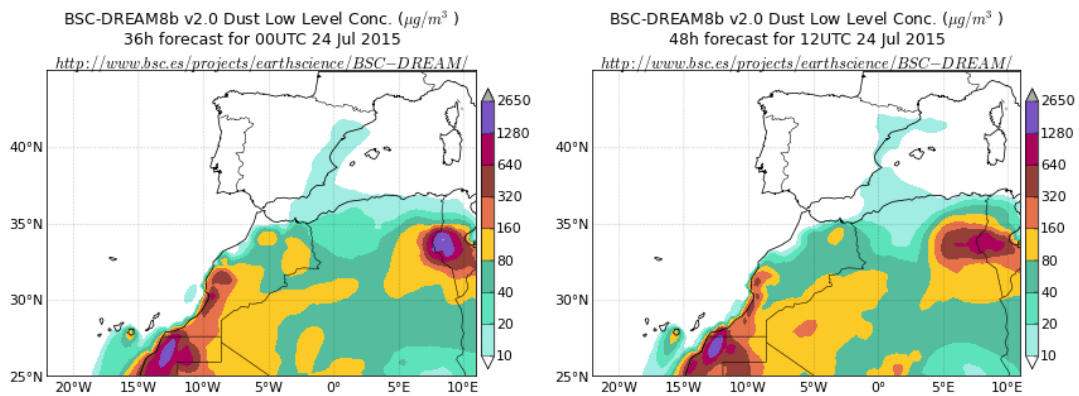 BSC-DREAM8b v2.0 Dust Low Level Conc. (μg/m³ )
36h forecast for 00UTC 24 Jul 2015
http://www.bsc.es/projects/earthscience/BSC−DREAM/
40°N
35°N
30°N
25°N
20°W 15°W 10°W 5°W 0°E 5°E 10°E
2650
1280
640
320
160
80
40
20
10
BSC-DREAM8b v2.0 Dust Low Level Conc. (μg/m³ )
48h forecast for 12UTC 24 Jul 2015
http://www.bsc.es/projects/earthscience/BSC−DREAM/
40°N
35°N
30°N
25°N
20°W 15°W 10°W 5°W 0°E 5°E 10°E
2650
1280
640
320
160
80
40
20
10